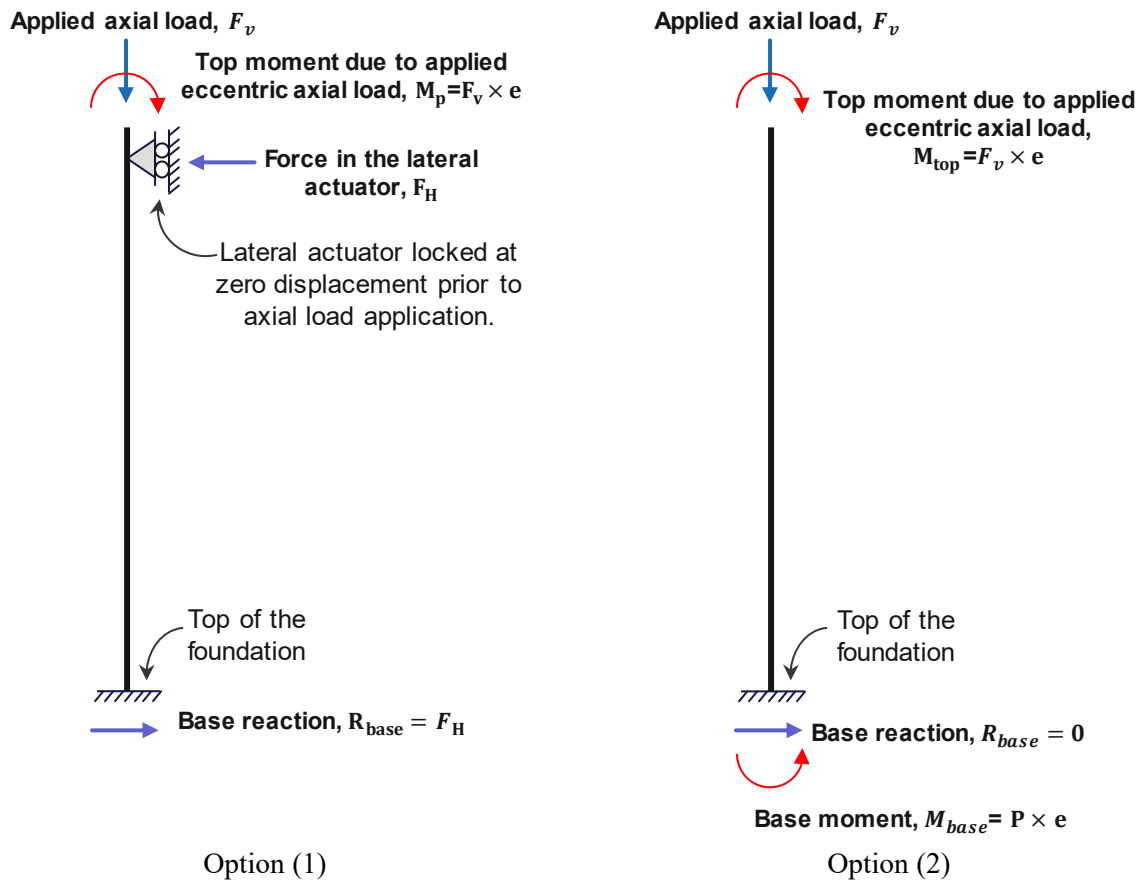 Applied axial load, F_v
Top moment due to applied
eccentric axial load, M_p=F_v × e
Force in the lateral
actuator, F_H
Lateral actuator locked at
zero displacement prior to
axial load application.
Top of the
foundation
Base reaction, R_base = F_H
Option (1)
Applied axial load, F_v
Top moment due to applied
eccentric axial load,
M_top=F_v × e
Top of the
foundation
Base reaction, R_base = 0
Base moment, M_base= P × e
Option (2)